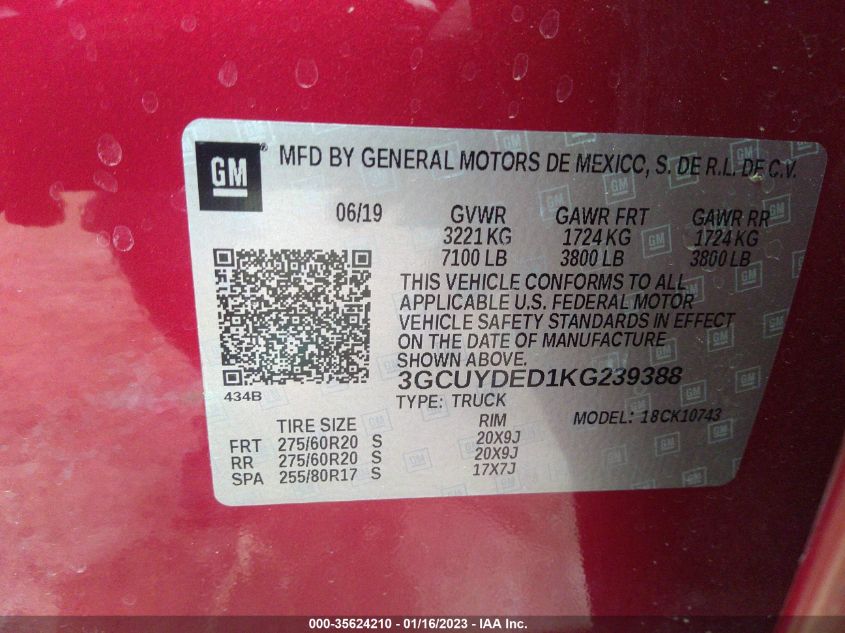 GM MFD BY GENERAL MOTORS DE MEXICO, S. DE R.L. DE C.V.
06/19 GVWR GAWR FRT GAWR RR
3221 KG 1724 KG 1724 KG
7100 LB 3800 LB 3800 LB
THIS VEHICLE CONFORMS TO ALL
APPLICABLE U.S. FEDERAL MOTOR
VEHICLE SAFETY STANDARDS IN EFFECT
ON THE DATE OF MANUFACTURE
SHOWN ABOVE.
3GCUYDED1KG239388
434B TYPE: TRUCK
TIRE SIZE RIM MODEL: 18CK10743
FRT 275/60R20 S 20X9J
RR 275/60R20 S 20X9J
SPA 255/80R17 S 17X7J
000-35624210 - 01/16/2023 - IAA Inc.